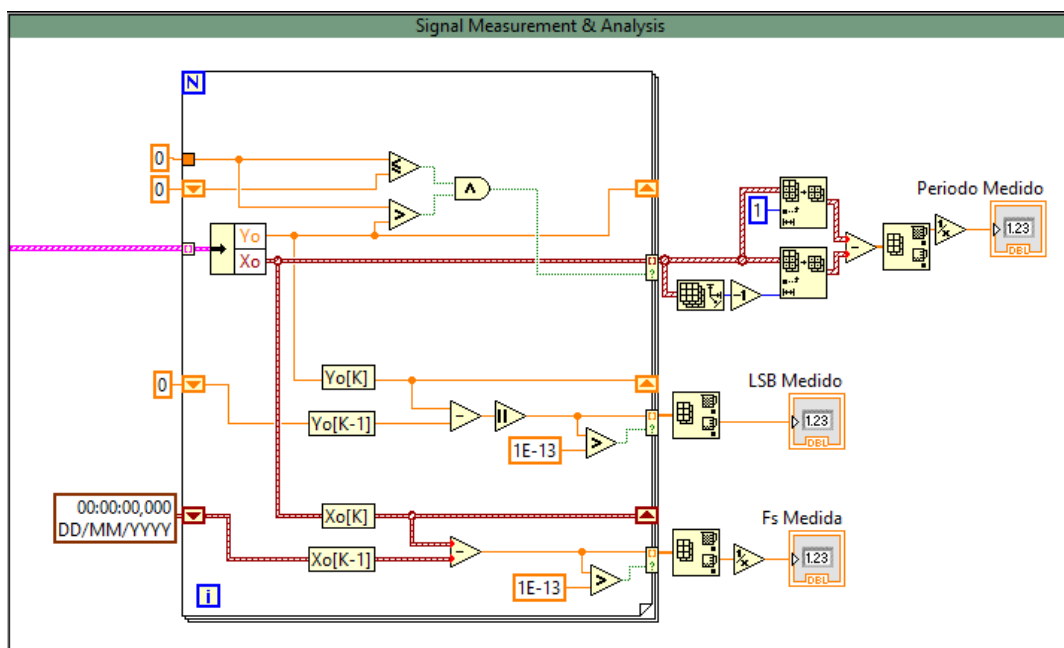 Signal Measurement & Analysis
N
0
0
Yo
Xo
1
-1
1/x
Periodo Medido
1.23
DBL
0
Yo[K]
Yo[K-1]
1E-13
LSB Medido
1.23
DBL
00:00:00,000
DD/MM/YYYY
Xo[K]
Xo[K-1]
1E-13
1/x
Fs Medida
1.23
DBL
i